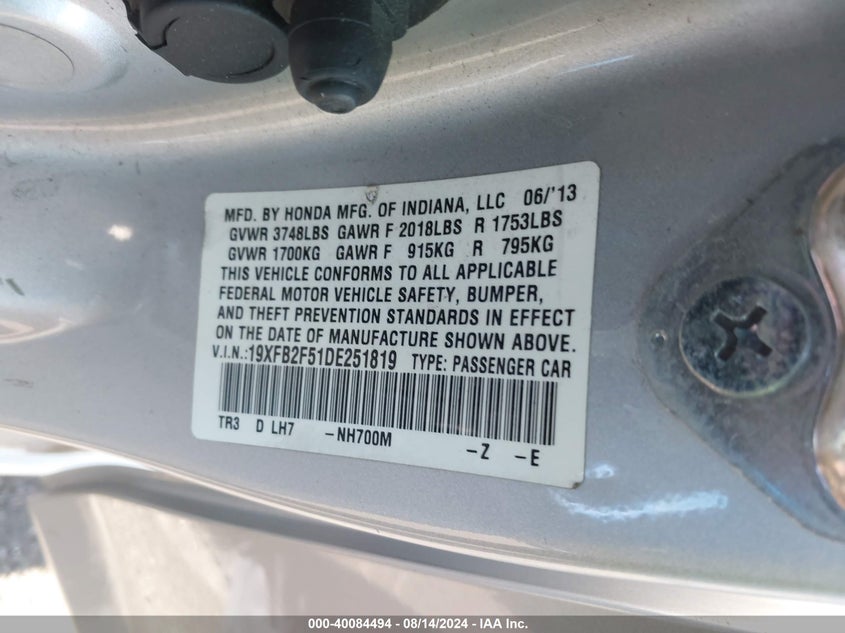 MFD. BY HONDA MFG. OF INDIANA, LLC 06/'13
GVWR 3748LBS GAWR F 2018LBS R 1753LBS
GVWR 1700KG GAWR F 915KG R 795KG
THIS VEHICLE CONFORMS TO ALL APPLICABLE
FEDERAL MOTOR VEHICLE SAFETY, BUMPER,
AND THEFT PREVENTION STANDARDS IN EFFECT
ON THE DATE OF MANUFACTURE SHOWN ABOVE.
V.I.N.:19XFB2F51DE251819 TYPE: PASSENGER CAR
TR3 D LH7 -NH700M -Z -E
000-40084494 - 08/14/2024 - IAA Inc.